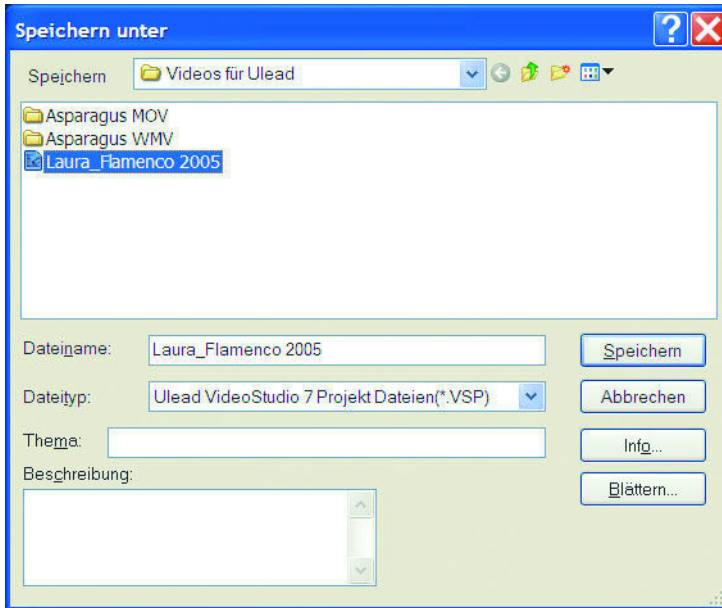 Speichern unter
Speichern Videos für Ulead
Asparagus MOV
Asparagus WMV
Laura_Flamenco 2005
Dateiname: Laura_Flamenco 2005 Speichern
Dateityp: Ulead VideoStudio 7 Projekt Dateien(*.VSP) Abbrechen
Thema: Info...
Beschreibung: Blättern...